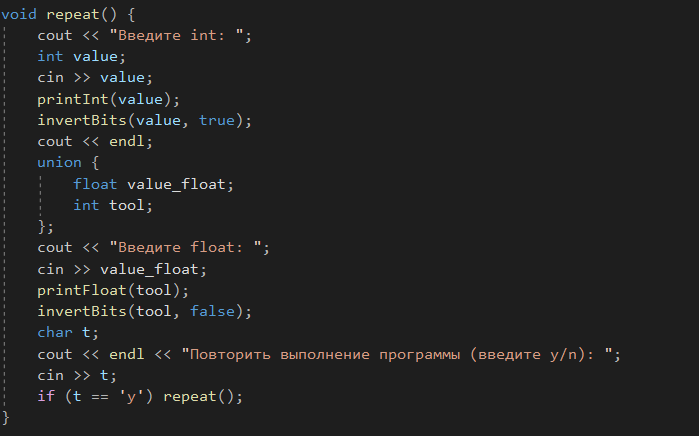 void repeat() {
    cout << "Введите int: ";
    int value;
    cin >> value;
    printInt(value);
    invertBits(value, true);
    cout << endl;
    union {
        float value_float;
        int tool;
    };
    cout << "Введите float: ";
    cin >> value_float;
    printFloat(tool);
    invertBits(tool, false);
    char t;
    cout << endl << "Повторить выполнение программы (введите y/n): ";
    cin >> t;
    if (t == 'y') repeat();
}